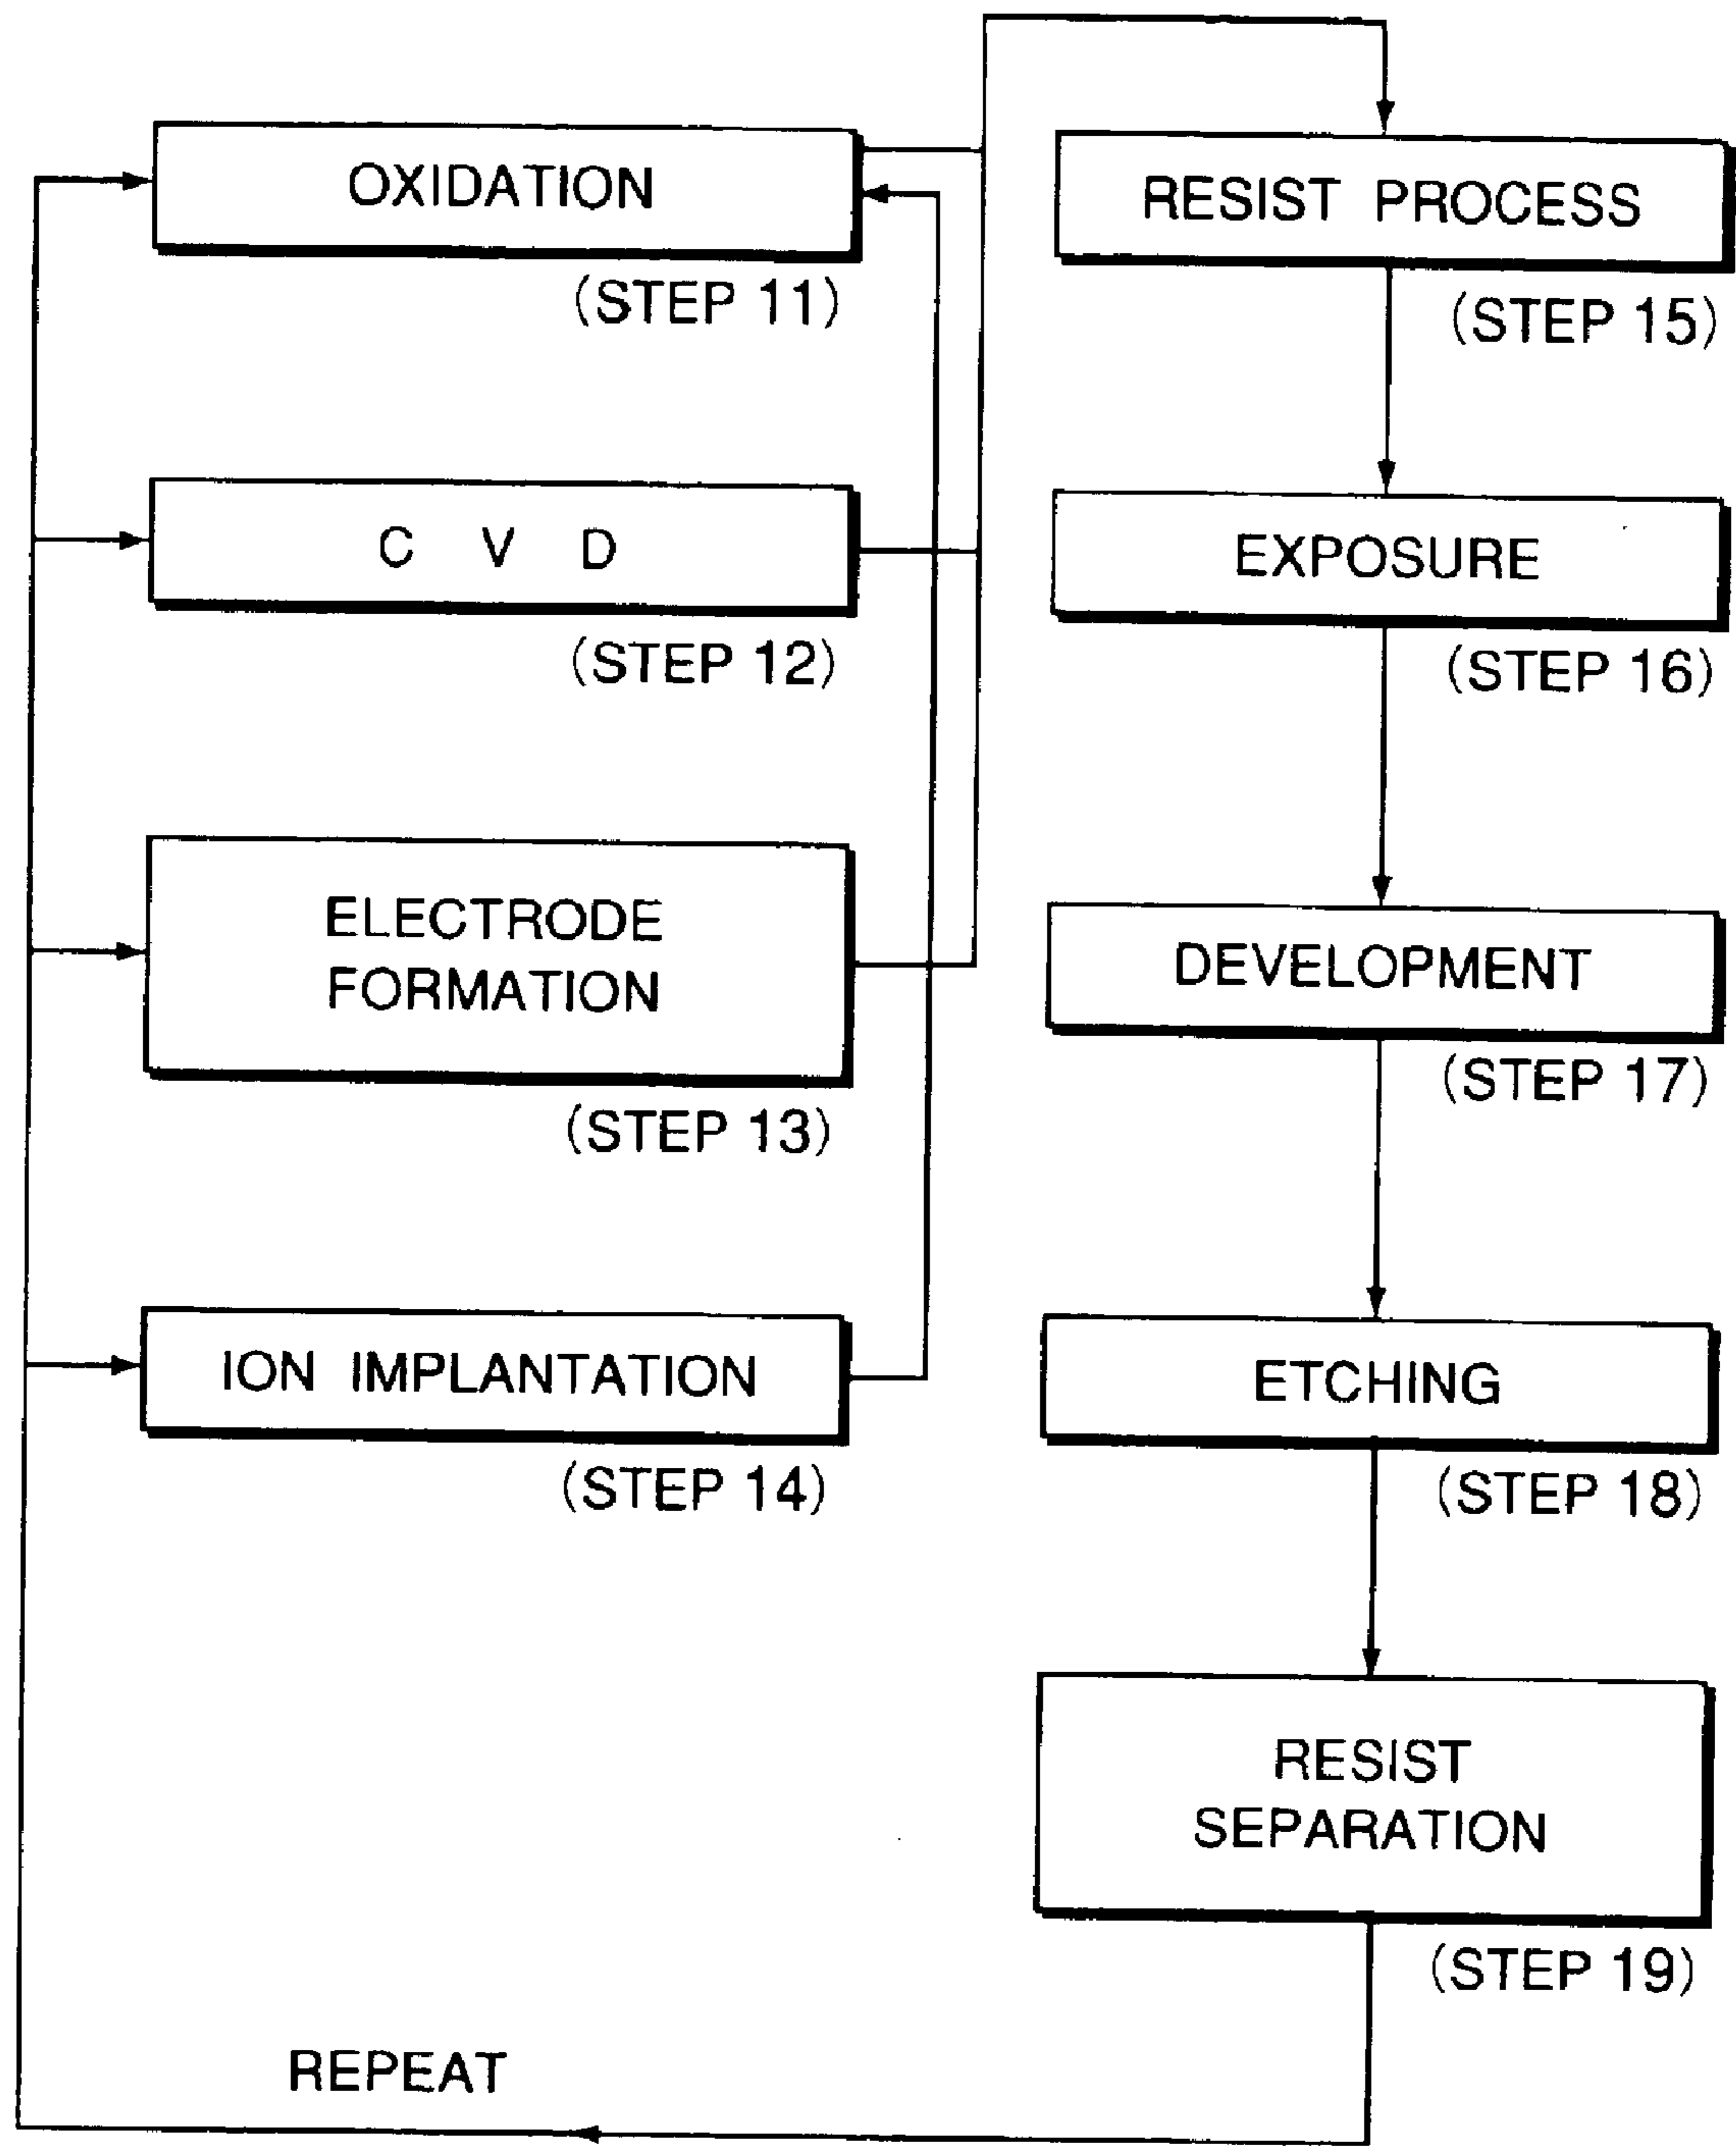 OXIDATION
(STEP 11)
C V D
(STEP 12)
ELECTRODE
FORMATION
(STEP 13)
ION IMPLANTATION
(STEP 14)
RESIST PROCESS
(STEP 15)
EXPOSURE
(STEP 16)
DEVELOPMENT
(STEP 17)
ETCHING
(STEP 18)
RESIST
SEPARATION
(STEP 19)
REPEAT